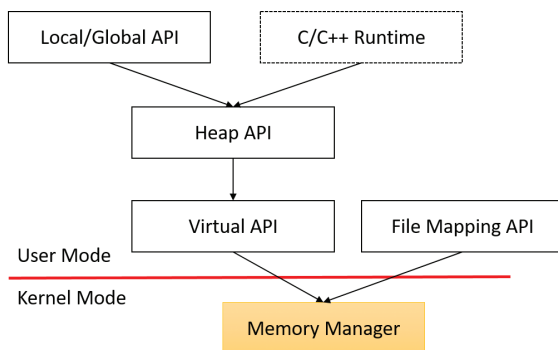 Local/Global API
C/C++ Runtime
Heap API
Virtual API
File Mapping API
User Mode
Kernel Mode
Memory Manager